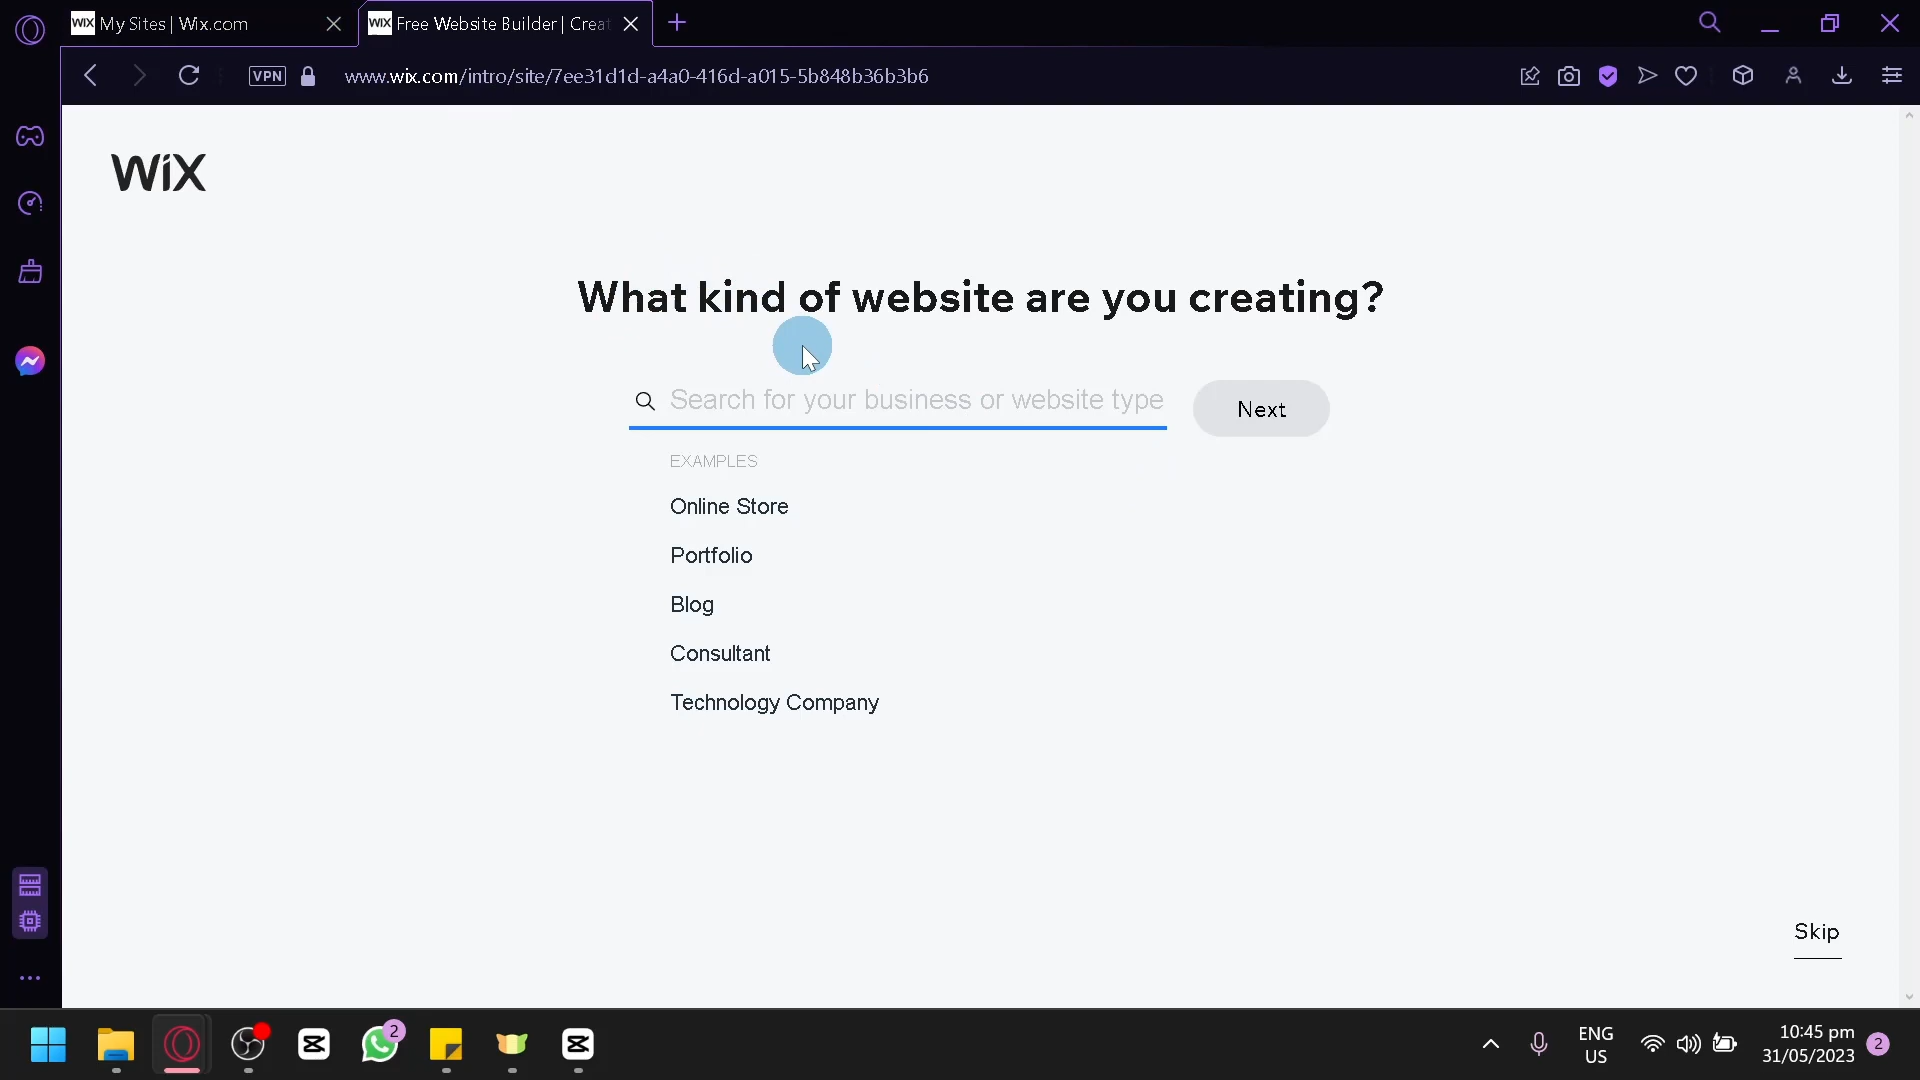 WiX My Sites | Wix.com
WiX Free Website Builder | Creat
VPN
www.wix.com/intro/site/7ee31d1d-a4a0-416d-a015-5b848b36b3b6
WiX
What kind of website are you creating?
Search for your business or website type
Next
EXAMPLES
Online Store
Portfolio
Blog
Consultant
Technology Company
Skip
2
ENG
US
10:45 pm
31/05/2023
2